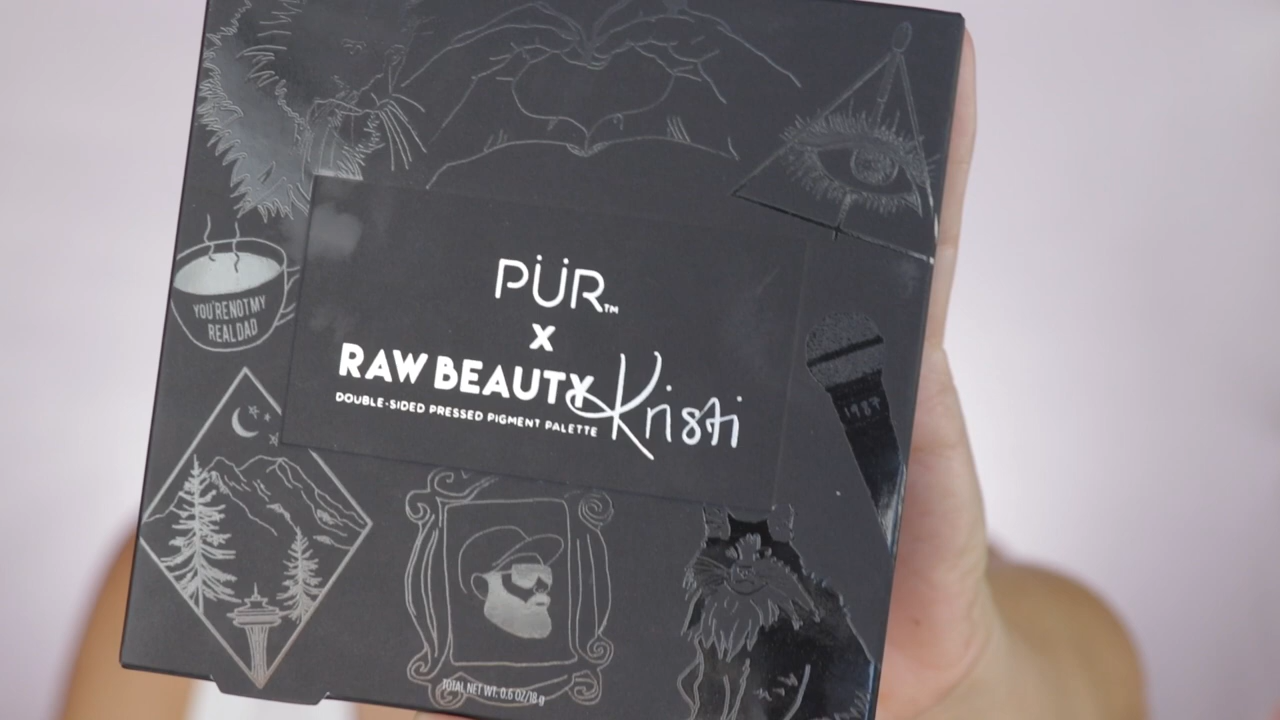 PÜR™
X
RAW BEAUTY Kristi
DOUBLE-SIDED PRESSED PIGMENT PALETTE
YOU'RE NOT MY
REAL DAD
1987
TOTAL NET WT. 0.6 OZ/18 g